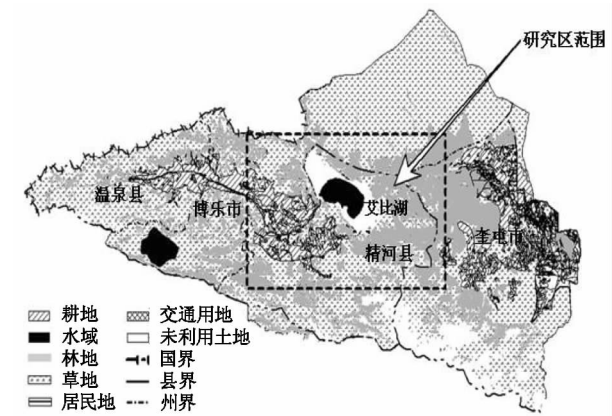 研究区范围
温泉县
博乐市
艾比湖
奎屯市
精河县
耕地
交通用地
水域
未利用土地
林地
国界
草地
县界
居民地
州界